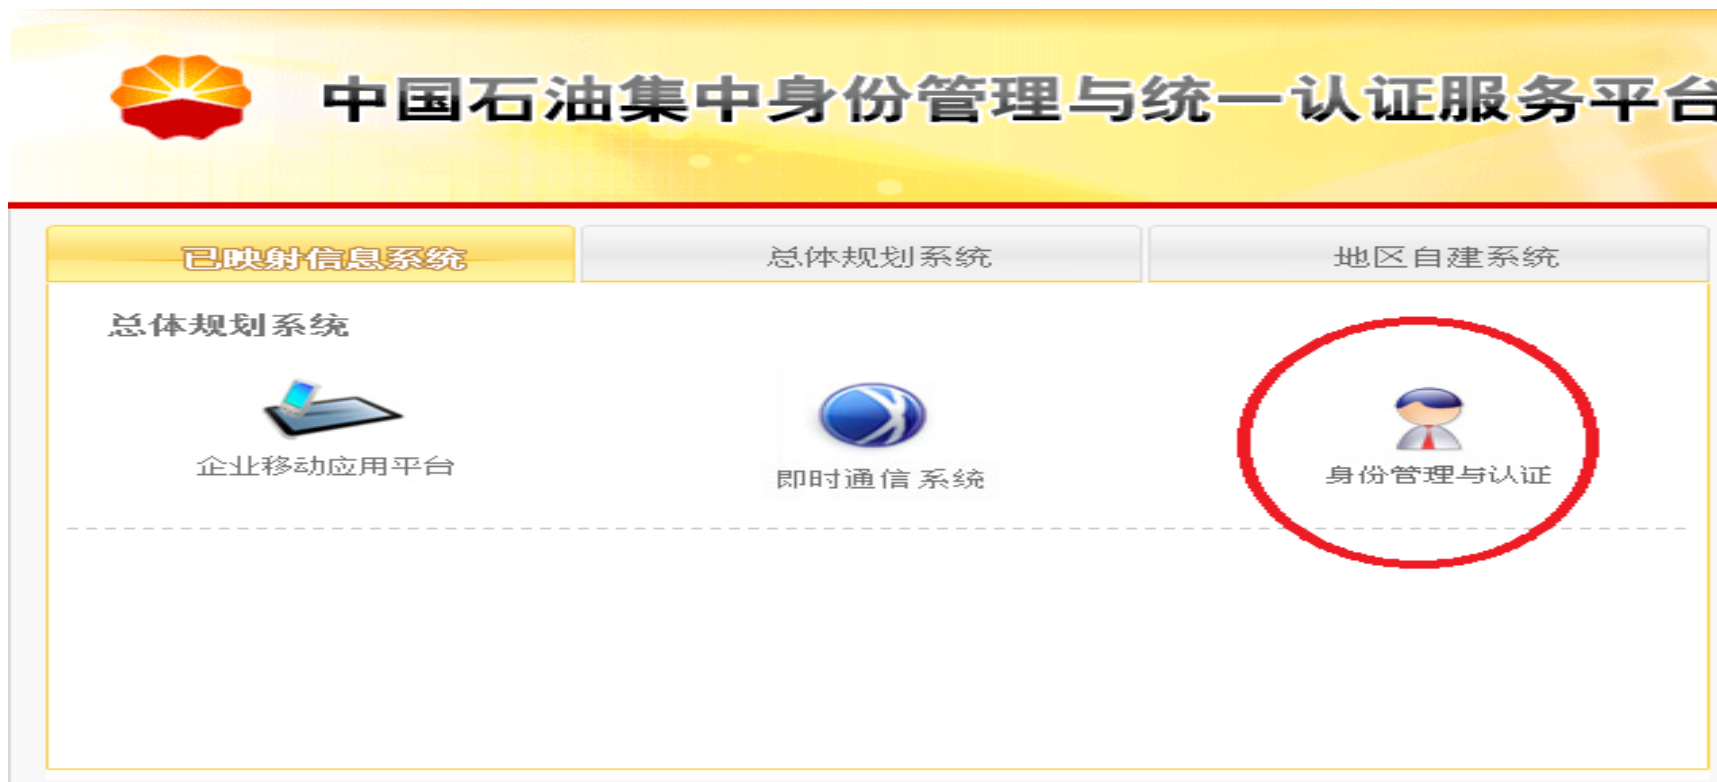 中国石油集中身份管理与统一认证服务平台
已映射信息系统
总体规划系统
地区自建系统
总体规划系统
企业移动应用平台
即时通信系统
身份管理与认证